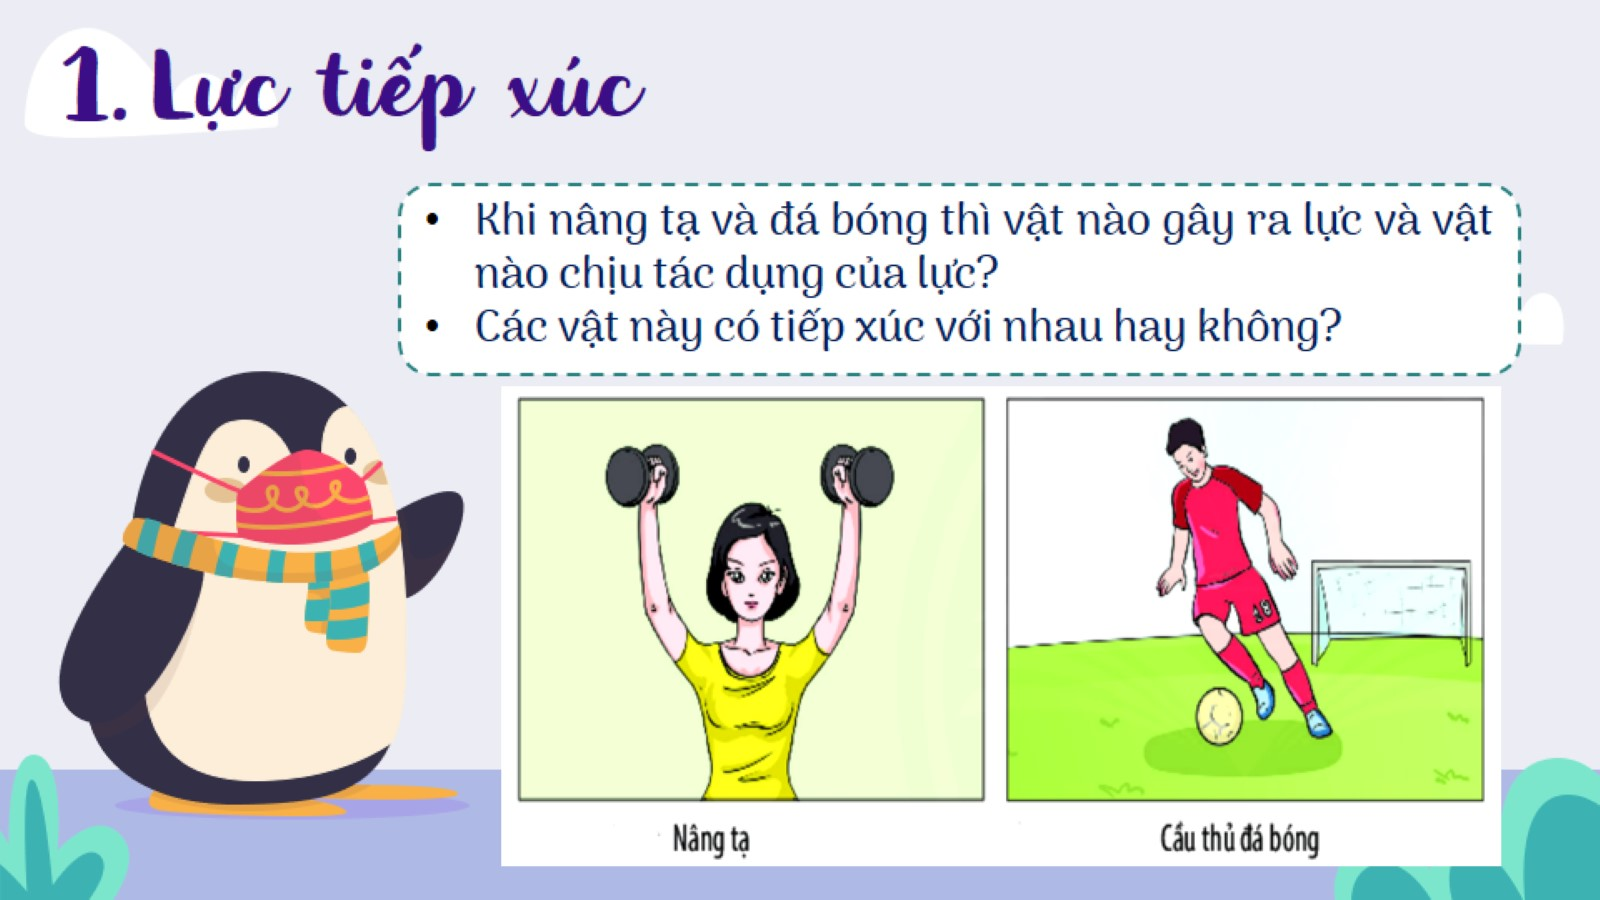 1. Lực tiếp xúc
• Khi nâng tạ và đá bóng thì vật nào gây ra lực và vật
nào chịu tác dụng của lực?
• Các vật này có tiếp xúc với nhau hay không?
18
Nâng tạ
Cầu thủ đá bóng